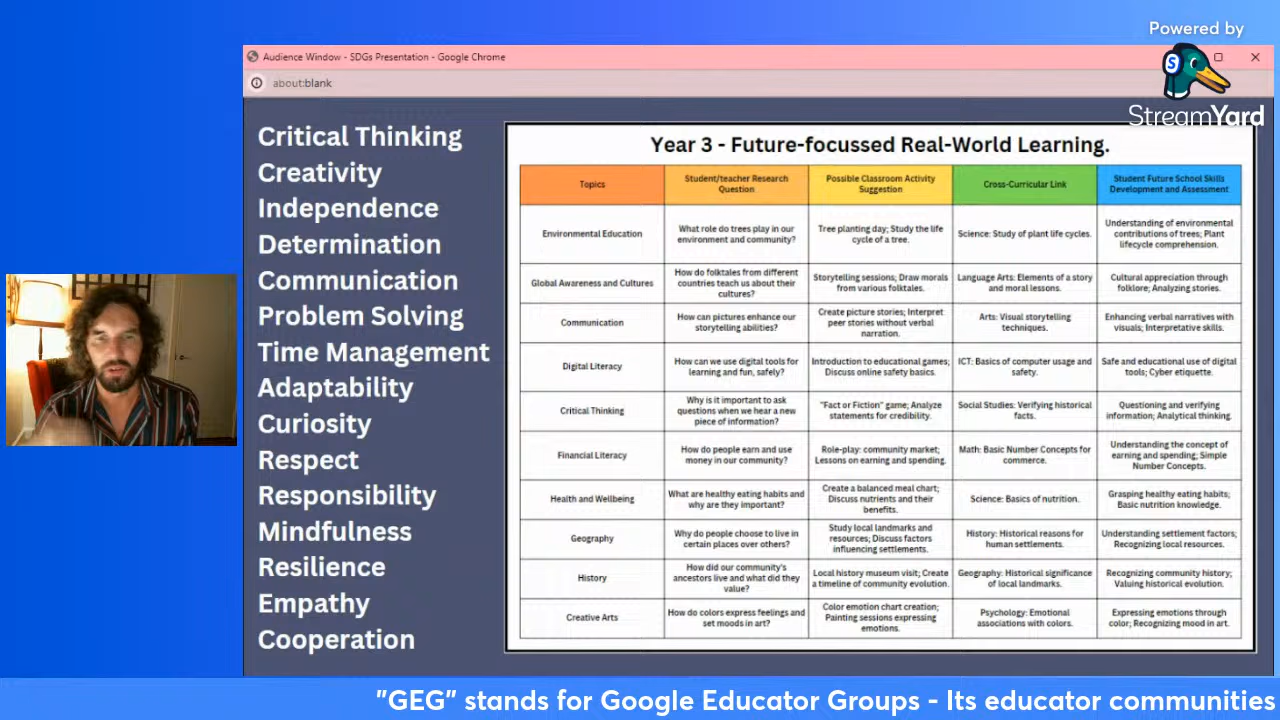 Powered by
StreamYard
Audience Window - SDGs Presentation - Google Chrome
about:blank
Critical Thinking
Creativity
Independence
Determination
Communication
Problem Solving
Time Management
Adaptability
Curiosity
Respect
Responsibility
Mindfulness
Resilience
Empathy
Cooperation
Year 3 - Future-focussed Real-World Learning.
Topics
Student/teacher Research
Question
Possible Classroom Activity
Suggestion
Cross-Curricular Link
Student Future School Skills
Development and Assessment
Environmental Education
What role do trees play in our
environment and community?
Tree planting day; Study the life
cycle of a tree.
Science: Study of plant life cycles.
Understanding of environmental
contributions of trees; Plant
lifecycle comprehension.
Global Awareness and Cultures
How do folktales from different
countries teach us about their
cultures?
Storytelling sessions; Draw morals
from various folktales.
Language Arts: Elements of a story
and moral lessons.
Cultural appreciation through
folklore; Analyzing stories.
Communication
How can pictures enhance our
storytelling abilities?
Create picture stories; Interpret
peer stories without verbal
narration.
Arts: Visual storytelling
techniques.
Enhancing verbal narratives with
visuals; Interpretative skills.
Digital Literacy
How can we use digital tools for
learning and fun, safely?
Introduction to educational games;
Discuss online safety basics.
ICT: Basics of computer usage and
safety.
Safe and educational use of digital
tools; Cyber etiquette.
Critical Thinking
Why is it important to ask
questions when we hear a new
piece of information?
"Fact or Fiction" game; Analyze
statements for credibility.
Social Studies: Verifying historical
facts.
Questioning and verifying
information; Analytical thinking.
Financial Literacy
How do people earn and use
money in our community?
Role-play: community market;
Lessons on earning and spending.
Math: Basic Number Concepts for
commerce.
Understanding the concept of
earning and spending; Simple
Number Concepts.
Health and Wellbeing
What are healthy eating habits and
why are they important?
Create a balanced meal chart;
Discuss nutrients and their
benefits.
Science: Basics of nutrition.
Grasping healthy eating habits;
Basic nutrition knowledge.
Geography
Why do people choose to live in
certain places over others?
Study local landmarks and
resources; Discuss factors
influencing settlements.
History: Historical reasons for
human settlements.
Understanding settlement factors;
Recognizing local resources.
History
How did our community's
ancestors live and what did they
value?
Local history museum visit; Create
a timeline of community evolution.
Geography: Historical significance
of local landmarks.
Recognizing community history;
Valuing historical evolution.
Creative Arts
How do colors express feelings and
set moods in art?
Color emotion chart creation;
Painting sessions expressing
emotions.
Psychology: Emotional
associations with colors.
Expressing emotions through
color; Recognizing mood in art.
"GEG" stands for Google Educator Groups - Its educator communities